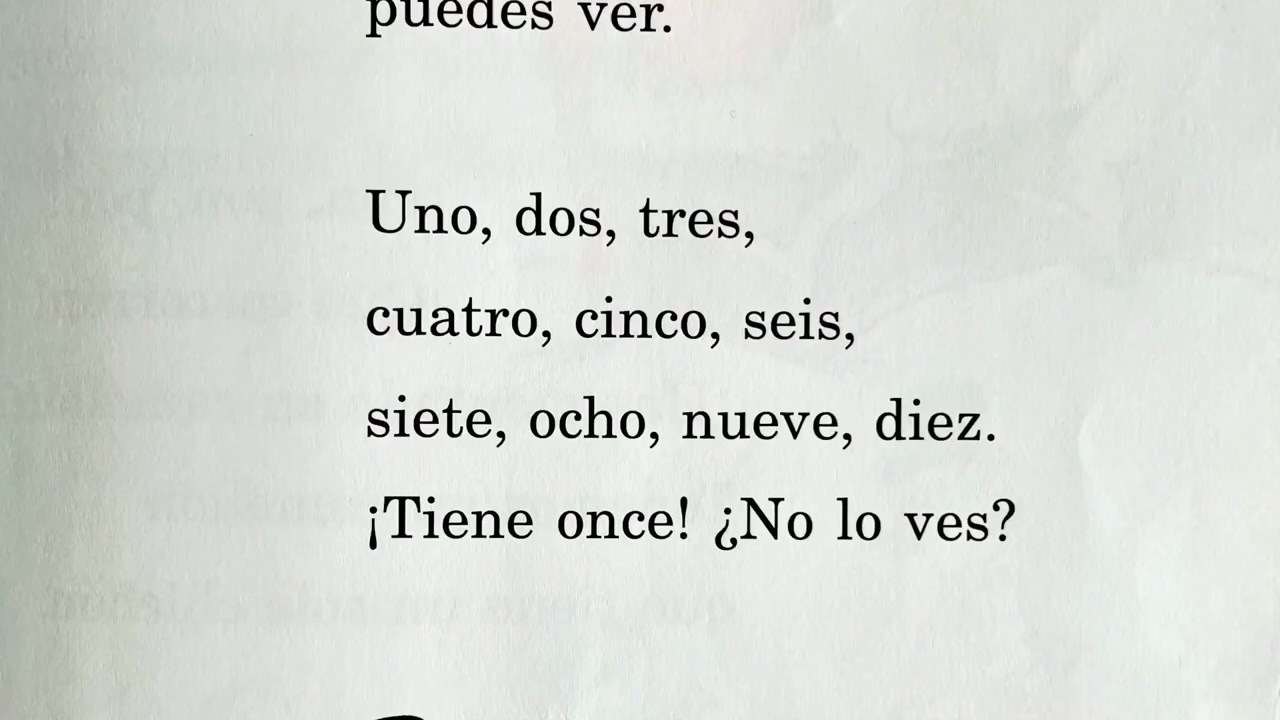 puedes ver.
Uno, dos, tres,
cuatro, cinco, seis,
siete, ocho, nueve, diez.
¡Tiene once! ¿No lo ves?